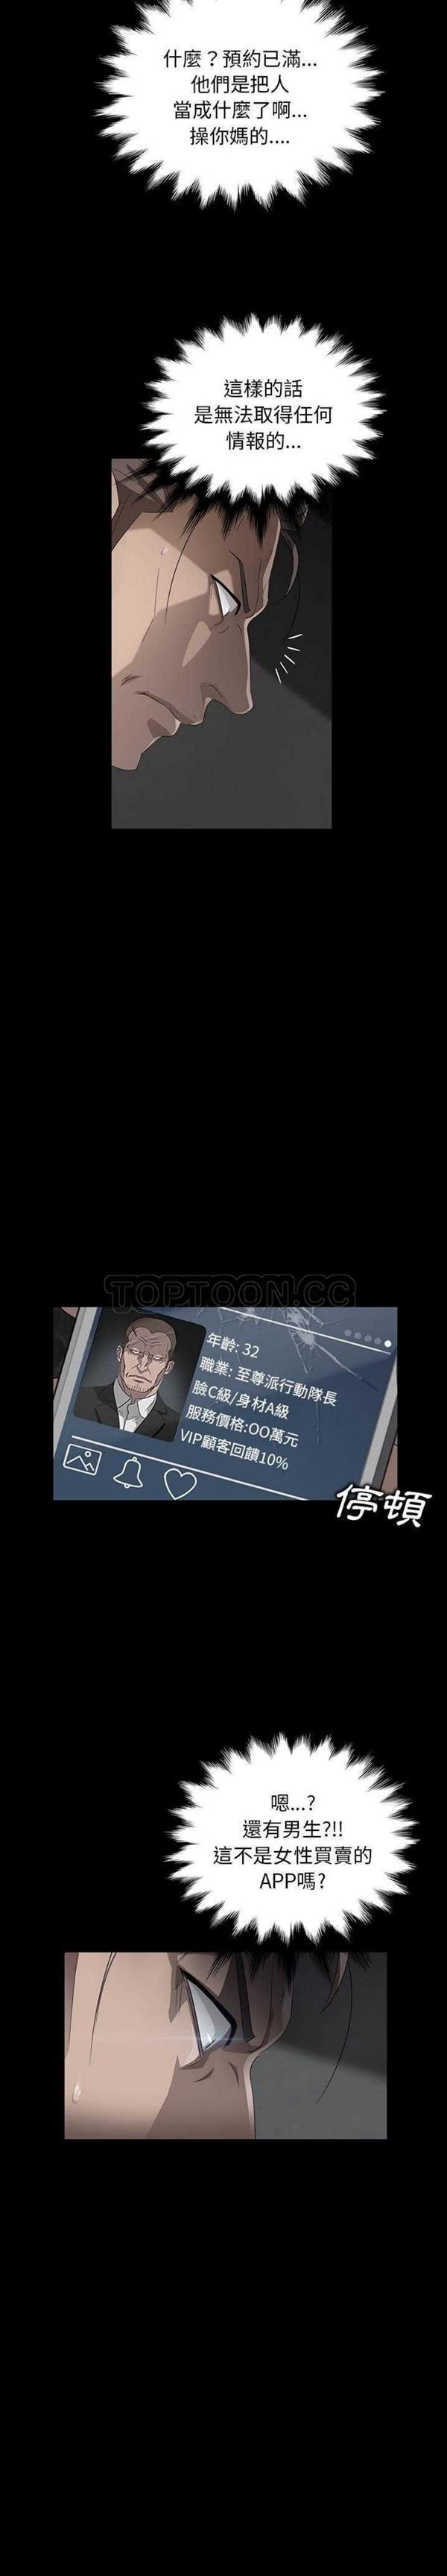 什麼？預約已滿...
他們是把人
當成什麼了啊...
操你媽的....
這樣的話
是無法取得任何
情報的...
TOPTOON.CC
年齡: 32
職業: 至尊派行動隊長
臉C級/身材A級
服務價格:OO萬元
VIP顧客回饋10%
停頓
嗯...?
還有男生?!!
這不是女性買賣的
APP嗎?